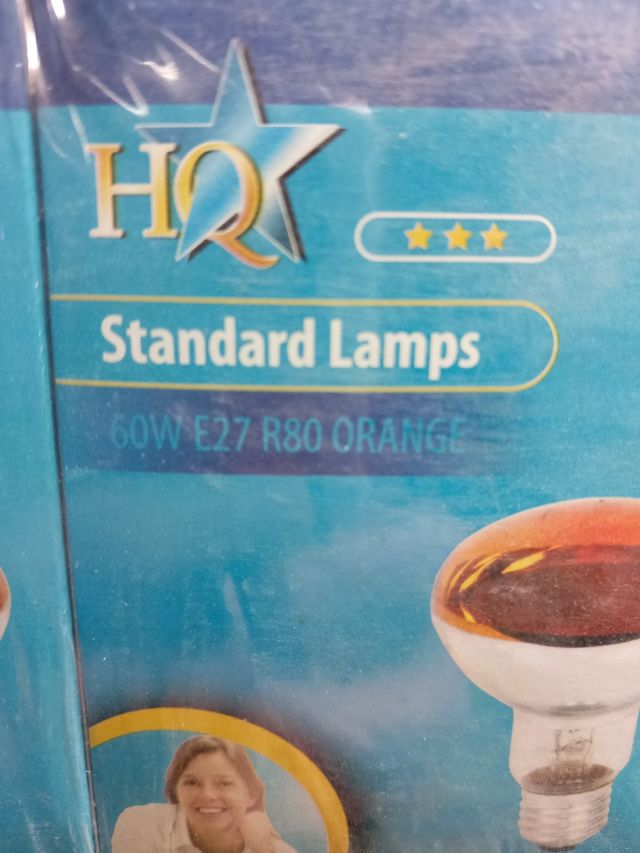 HQ
Standard Lamps
60W E27 R80 ORANGE